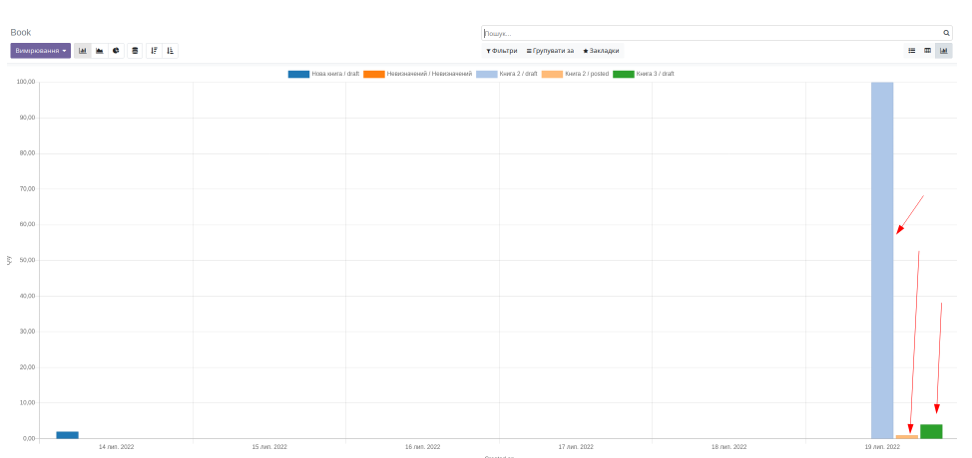 Book
Пошук...
Вимірювання
Фільтри
Групувати за
Закладки
Нова книга / draft
Невизначений / Невизначений
Книга 2 / draft
Книга 2 / posted
Книга 3 / draft
100,00
90,00
80,00
70,00
60,00
50,00
40,00
30,00
20,00
10,00
0,00
Qty
14 лип. 2022
15 лип. 2022
16 лип. 2022
17 лип. 2022
18 лип. 2022
19 лип. 2022